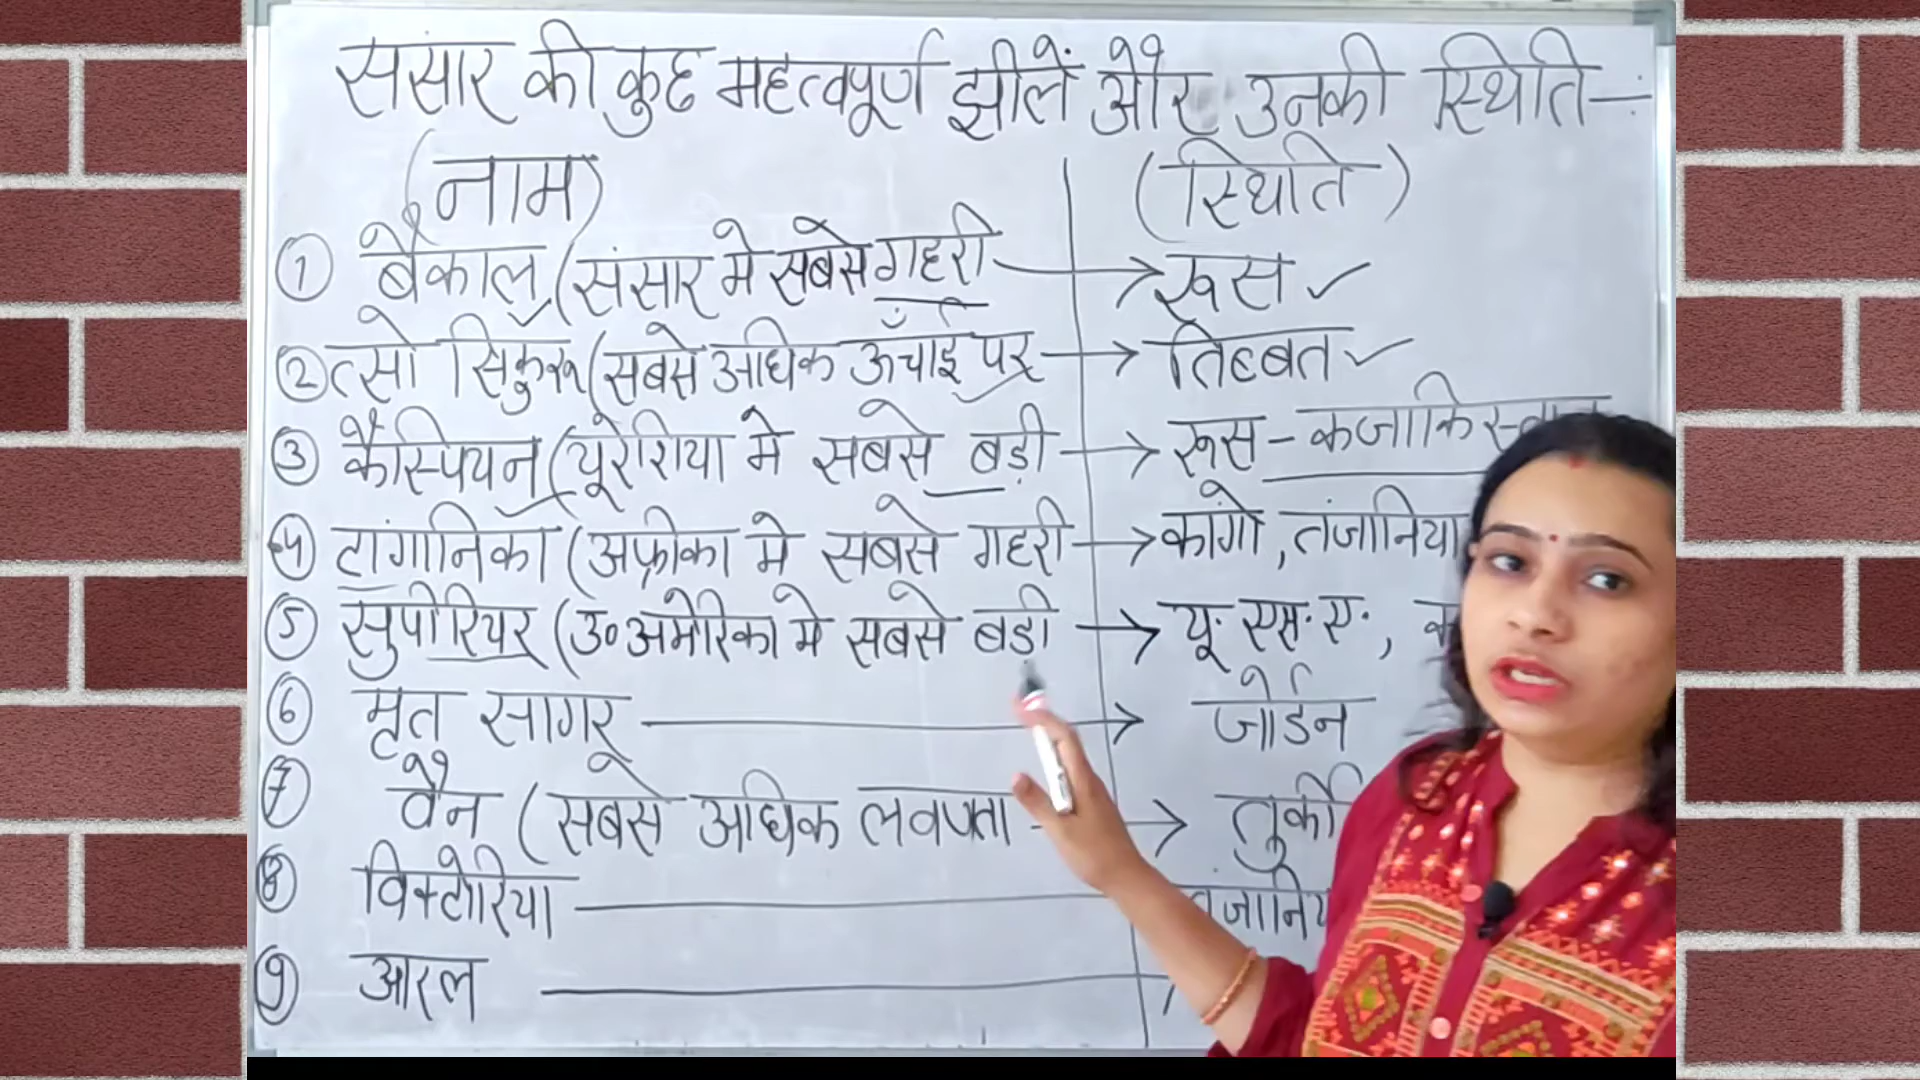 संसार की कुछ महत्वपूर्ण झीलें और उनकी स्थिति-
(नाम) (स्थिति)
① बैकाल (संसार मे सबसे गहरी → रूस ✓
② त्सो सिकुरू (सबसे अधिक ऊँचाई पर → तिब्बत ✓
③ कैस्पियन (यूरेशिया मे सबसे बड़ी → रूस - कजाकिस्तान
④ टांगानिका (अफ्रीका मे सबसे गहरी → कांगो, तंजानिया
⑤ सुपीरियर (उ० अमेरिका मे सबसे बडी → यू. एस. ए.,
⑥ मृत सागर → जोर्डन
⑦ वैन (सबसे अधिक लवणता → तुर्की
⑧ विक्टोरिया
⑨ आरल